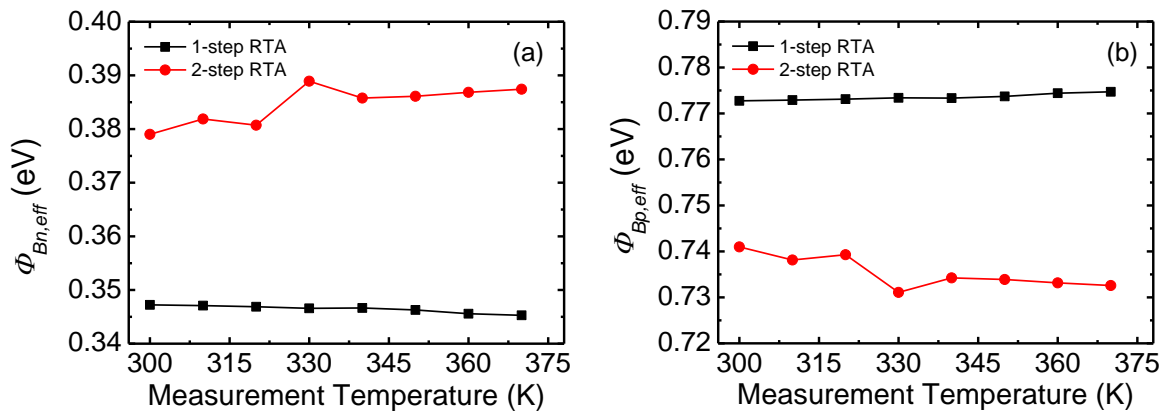 0.40
0.39
0.38
0.37
0.36
0.35
0.34
Φ_Bn,eff (eV)
1-step RTA
2-step RTA
(a)
300 315 330 345 360 375
Measurement Temperature (K)
0.79
0.78
0.77
0.76
0.75
0.74
0.73
0.72
Φ_Bp,eff (eV)
1-step RTA
2-step RTA
(b)
300 315 330 345 360 375
Measurement Temperature (K)